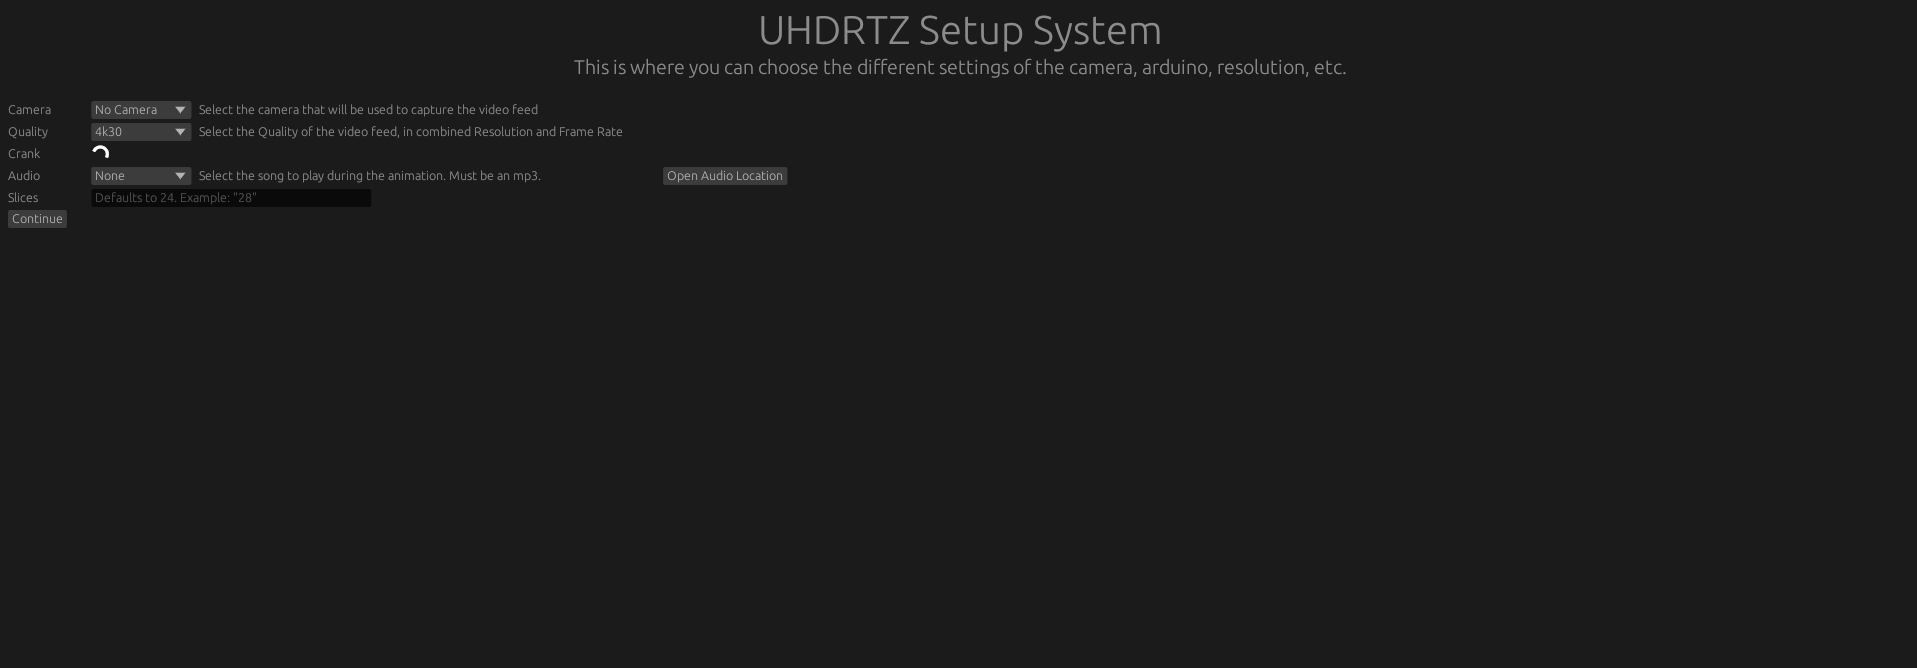 UHDRTZ Setup System
This is where you can choose the different settings of the camera, arduino, resolution, etc.
Camera No Camera Select the camera that will be used to capture the video feed
Quality 4k30 Select the Quality of the video feed, in combined Resolution and Frame Rate
Crank
Audio None Select the song to play during the animation. Must be an mp3. Open Audio Location
Slices Defaults to 24. Example: "28"
Continue